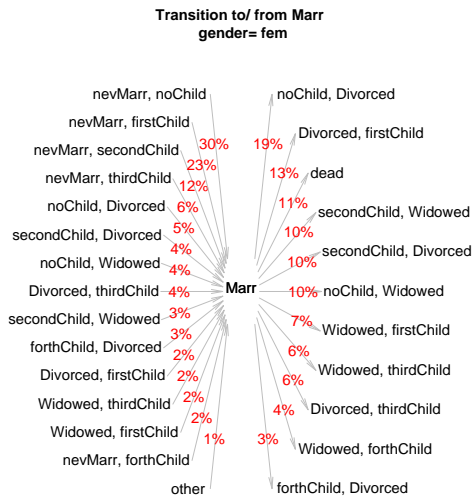 Transition to/ from Marr
gender= fem
nevMarr, noChild
nevMarr, firstChild
nevMarr, secondChild
nevMarr, thirdChild
noChild, Divorced
secondChild, Divorced
noChild, Widowed
Divorced, thirdChild
secondChild, Widowed
forthChild, Divorced
Divorced, firstChild
Widowed, thirdChild
Widowed, firstChild
nevMarr, forthChild
other
30%
23%
12%
6%
5%
4%
4%
4%
3%
3%
2%
2%
2%
2%
1%
Marr
19%
13%
11%
10%
10%
10%
7%
6%
6%
4%
3%
noChild, Divorced
Divorced, firstChild
dead
secondChild, Widowed
secondChild, Divorced
noChild, Widowed
Widowed, firstChild
Widowed, thirdChild
Divorced, thirdChild
Widowed, forthChild
forthChild, Divorced